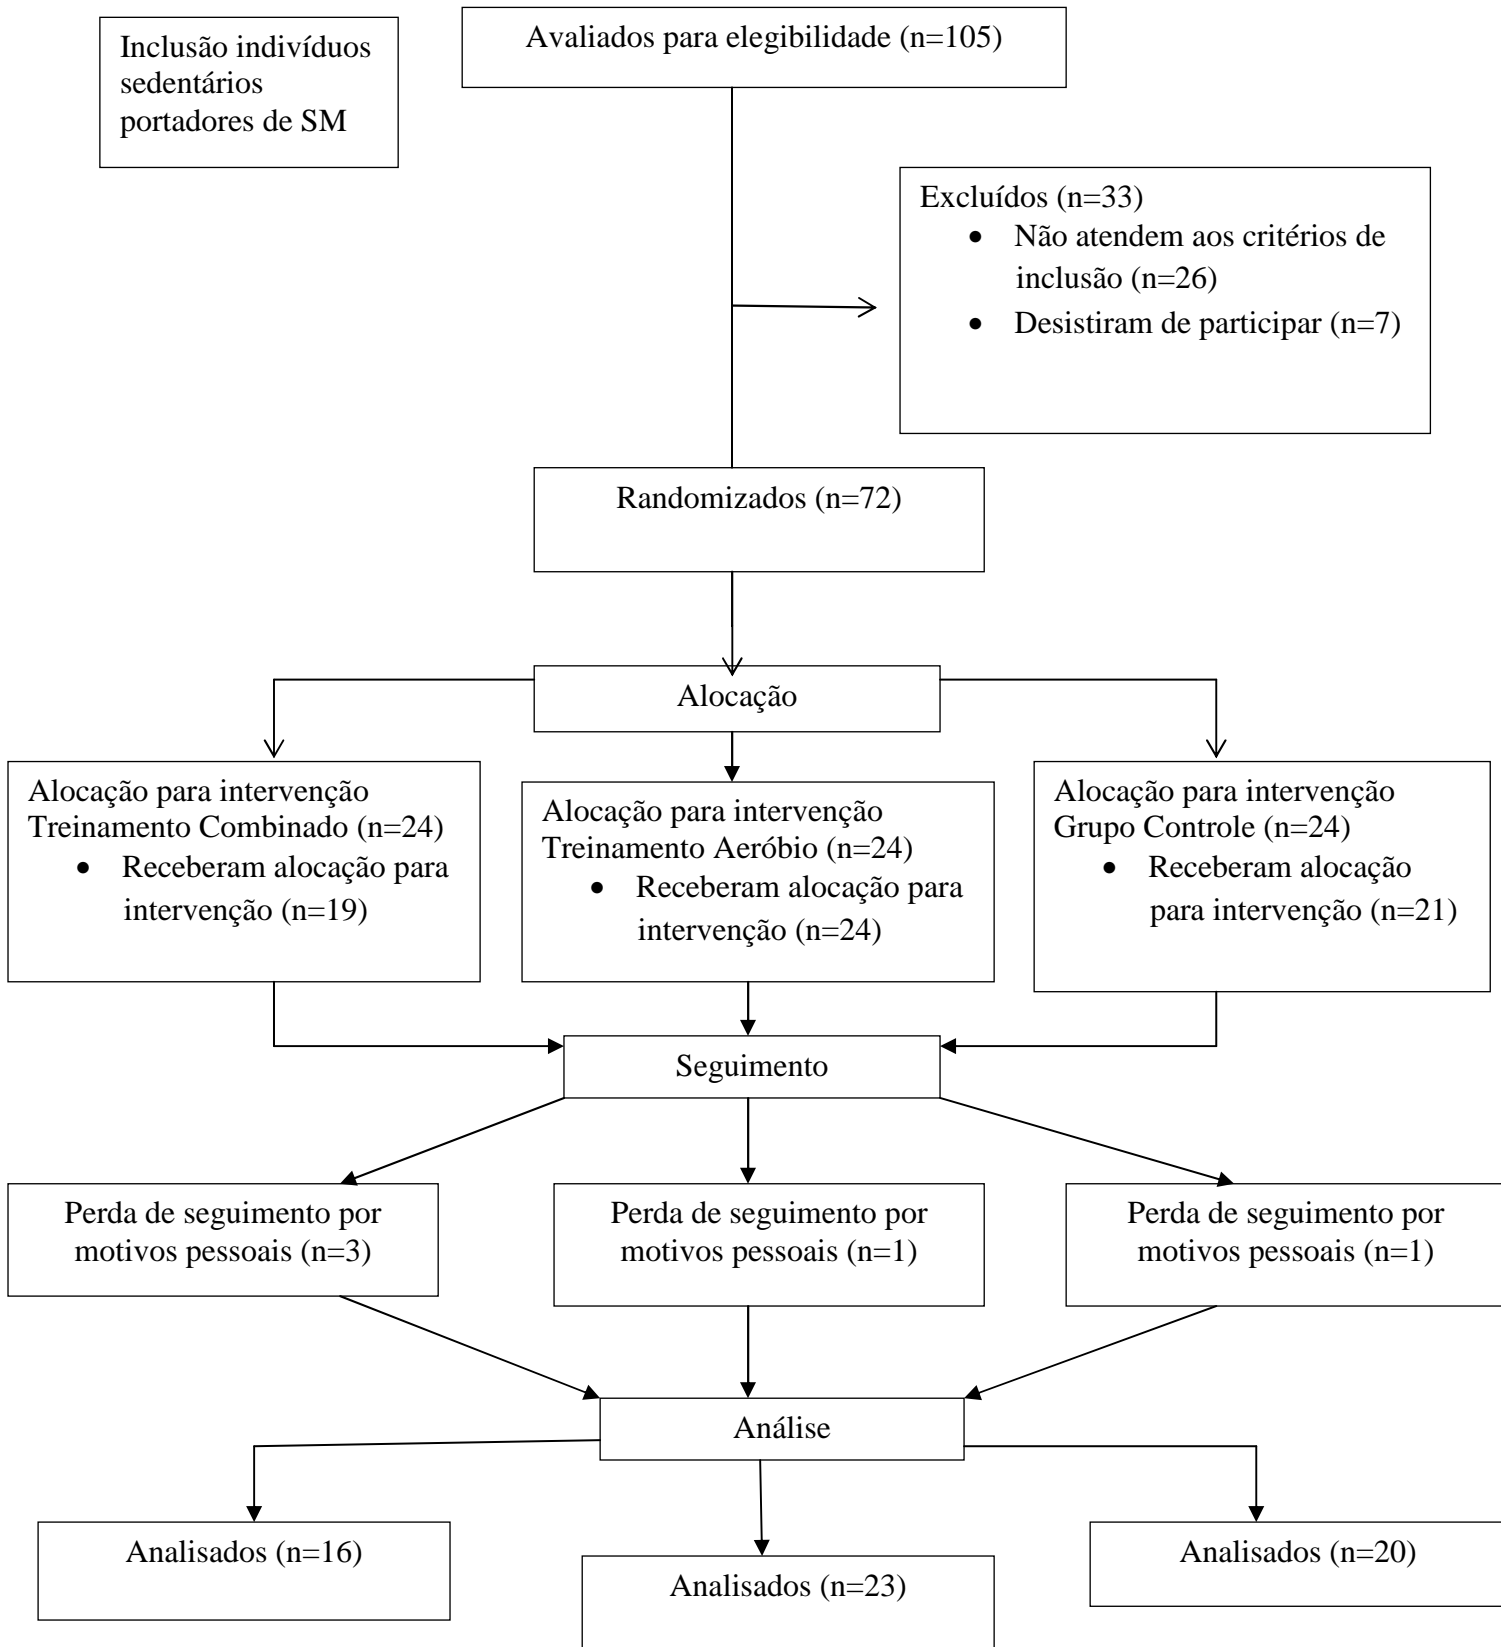 Inclusão indivíduos
sedentários
portadores de SM
Avaliados para elegibilidade (n=105)
Excluídos (n=33)
• Não atendem aos critérios de
inclusão (n=26)
• Desistiram de participar (n=7)
Randomizados (n=72)
Alocação
Alocação para intervenção
Treinamento Combinado (n=24)
• Receberam alocação para
intervenção (n=19)
Alocação para intervenção
Treinamento Aeróbio (n=24)
• Receberam alocação para
intervenção (n=24)
Alocação para intervenção
Grupo Controle (n=24)
• Receberam alocação
para intervenção (n=21)
Seguimento
Perda de seguimento por
motivos pessoais (n=3)
Perda de seguimento por
motivos pessoais (n=1)
Perda de seguimento por
motivos pessoais (n=1)
Análise
Analisados (n=16)
Analisados (n=23)
Analisados (n=20)